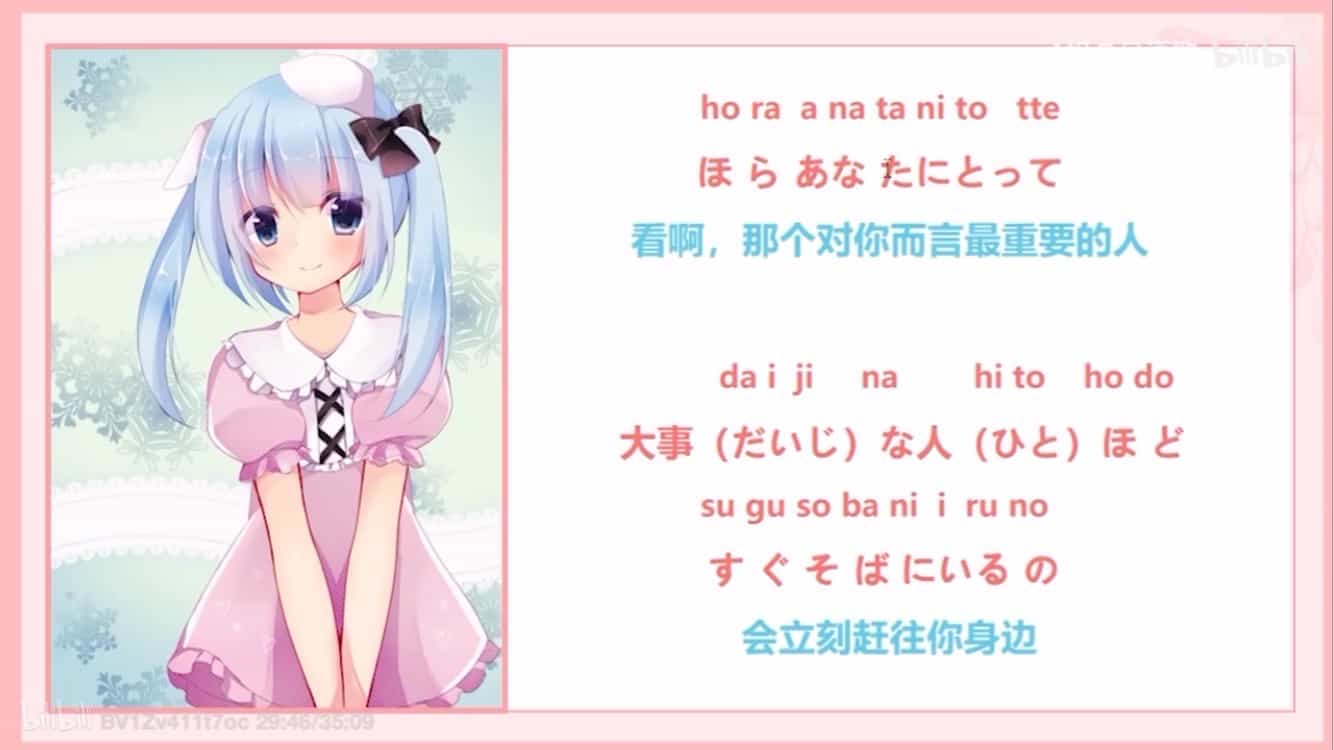 ho ra a na ta ni to tte
ほ ら あな たにとって
看啊，那个对你而言最重要的人
da i ji na hi to ho do
大事（だいじ）な人（ひと）ほ ど
su gu so ba ni i ru no
す ぐ そ ば にいる の
会立刻赶往你身边
bilibili BV1Zv411t7oc 29:46/35:09